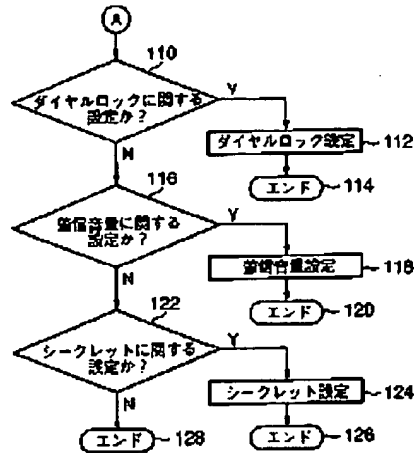 A
110
ダイヤルロックに関する
設定か?
Y
ダイヤルロック設定
112
N
エンド
114
116
着信音量に関する
設定か?
Y
着信音量設定
118
N
エンド
120
122
シークレットに関する
設定か?
Y
シークレット設定
124
N
エンド
128
エンド
126